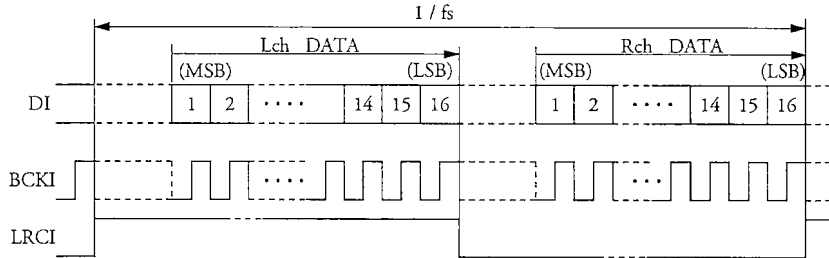 1 / fs
Lch DATA Rch DATA
(MSB) (LSB) (MSB) (LSB)
DI 1 2 ···· 14 15 16 1 2 ···· 14 15 16
BCKI ···· ···
LRCI